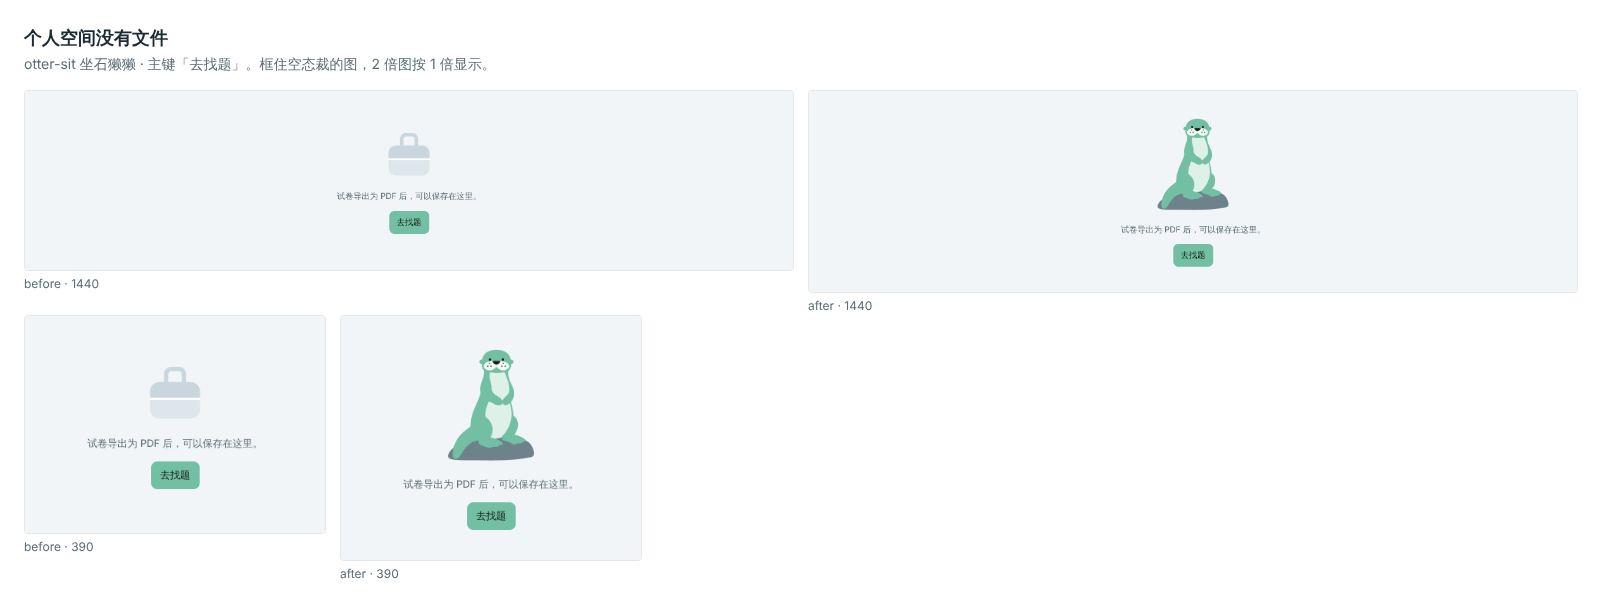 个人空间没有文件
otter-sit 坐石獭獭 · 主键「去找题」。框住空态裁的图，2 倍图按 1 倍显示。
试卷导出为 PDF 后，可以保存在这里。
去找题
before · 1440
试卷导出为 PDF 后，可以保存在这里。
去找题
after · 1440
试卷导出为 PDF 后，可以保存在这里。
去找题
before · 390
试卷导出为 PDF 后，可以保存在这里。
去找题
after · 390